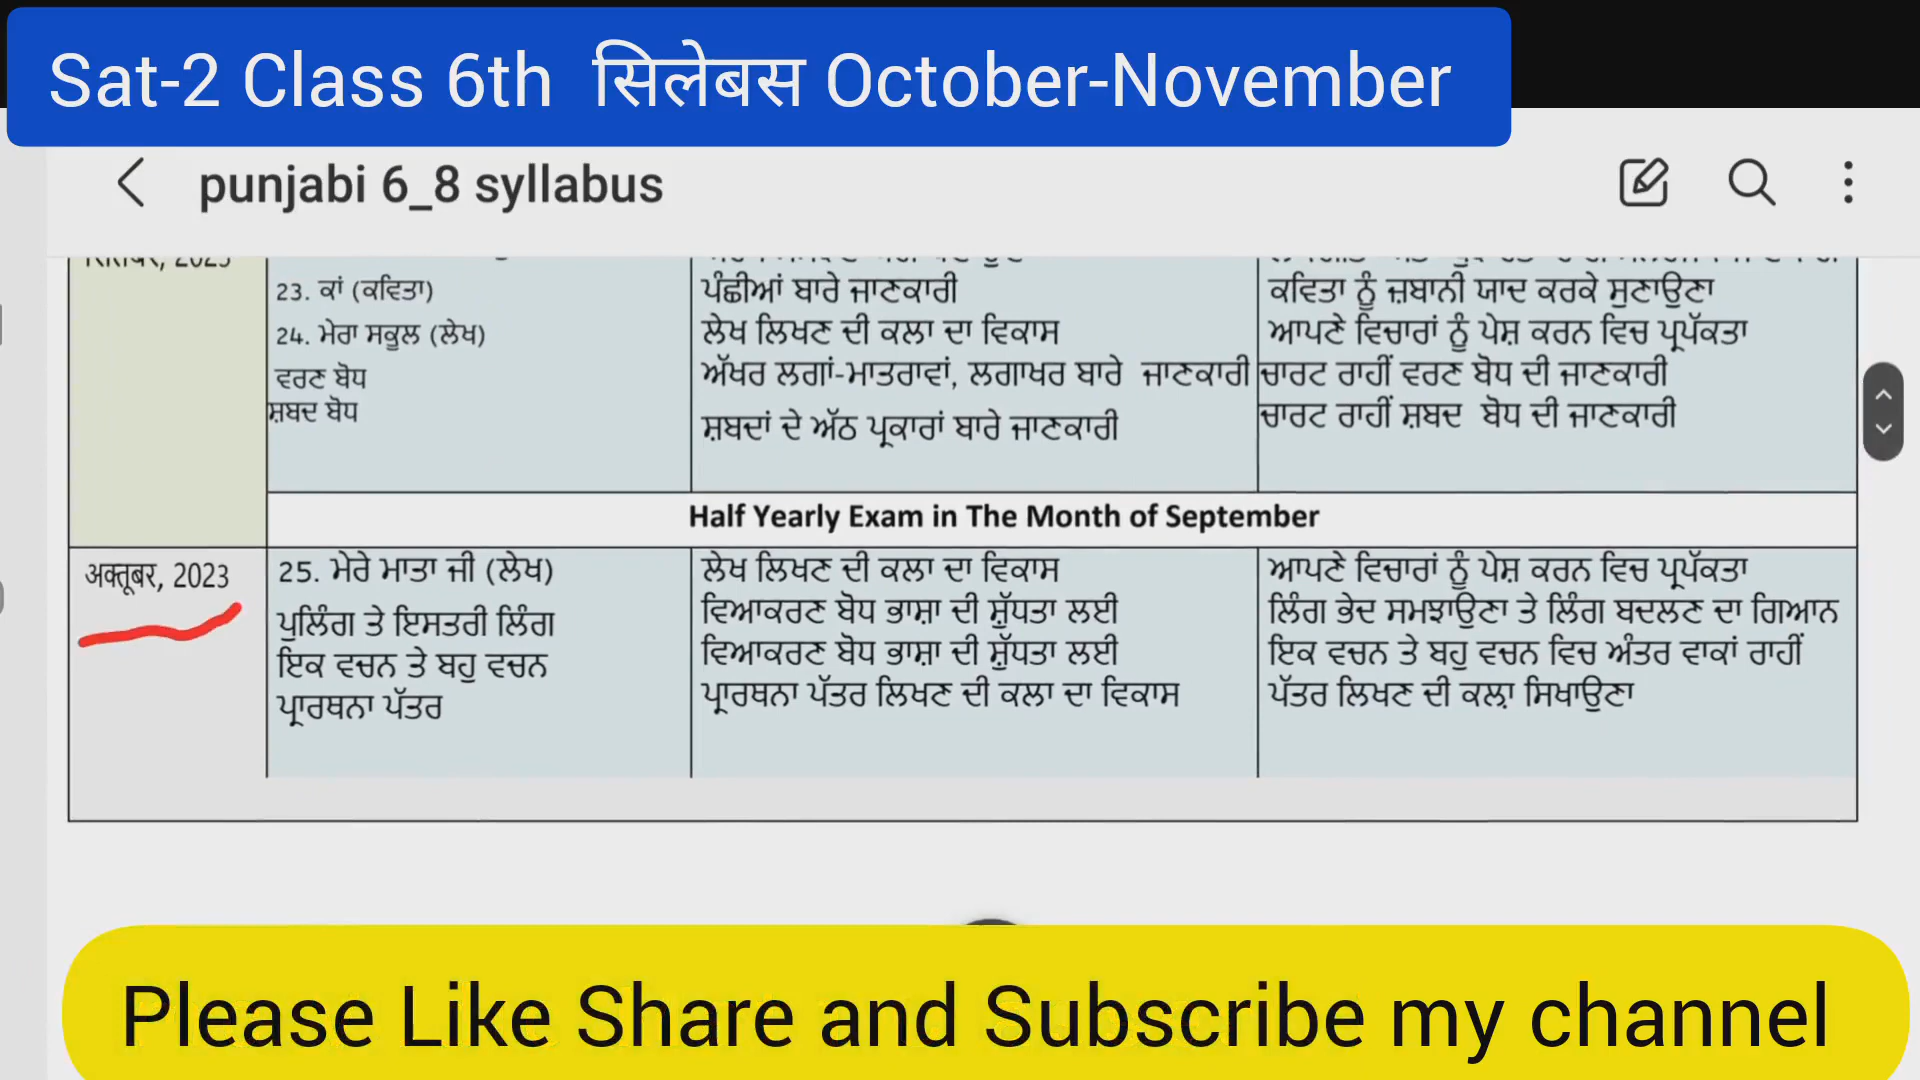 Sat-2 Class 6th सिलेबस October-November
punjabi 6_8 syllabus
23. ਕਾਂ (ਕਵਿਤਾ)
ਪੰਛੀਆਂ ਬਾਰੇ ਜਾਣਕਾਰੀ
ਕਵਿਤਾ ਨੂੰ ਜ਼ਬਾਨੀ ਯਾਦ ਕਰਕੇ ਸੁਣਾਉਣਾ
24. ਮੇਰਾ ਸਕੂਲ (ਲੇਖ)
ਲੇਖ ਲਿਖਣ ਦੀ ਕਲਾ ਦਾ ਵਿਕਾਸ
ਆਪਣੇ ਵਿਚਾਰਾਂ ਨੂੰ ਪੇਸ਼ ਕਰਨ ਵਿਚ ਪ੍ਰਪੱਕਤਾ
ਵਰਣ ਬੋਧ
ਅੱਖਰ ਲਗਾਂ-ਮਾਤਰਾਵਾਂ, ਲਗਾਖਰ ਬਾਰੇ ਜਾਣਕਾਰੀ
ਚਾਰਟ ਰਾਹੀਂ ਵਰਣ ਬੋਧ ਦੀ ਜਾਣਕਾਰੀ
ਸ਼ਬਦ ਬੋਧ
ਸ਼ਬਦਾਂ ਦੇ ਅੱਠ ਪ੍ਰਕਾਰਾਂ ਬਾਰੇ ਜਾਣਕਾਰੀ
ਚਾਰਟ ਰਾਹੀਂ ਸ਼ਬਦ ਬੋਧ ਦੀ ਜਾਣਕਾਰੀ
Half Yearly Exam in The Month of September
अक्तूबर, 2023
25. ਮੇਰੇ ਮਾਤਾ ਜੀ (ਲੇਖ)
ਲੇਖ ਲਿਖਣ ਦੀ ਕਲਾ ਦਾ ਵਿਕਾਸ
ਆਪਣੇ ਵਿਚਾਰਾਂ ਨੂੰ ਪੇਸ਼ ਕਰਨ ਵਿਚ ਪ੍ਰਪੱਕਤਾ
ਪੁਲਿੰਗ ਤੇ ਇਸਤਰੀ ਲਿੰਗ
ਵਿਆਕਰਣ ਬੋਧ ਭਾਸ਼ਾ ਦੀ ਸ਼ੁੱਧਤਾ ਲਈ
ਲਿੰਗ ਭੇਦ ਸਮਝਾਉਣਾ ਤੇ ਲਿੰਗ ਬਦਲਣ ਦਾ ਗਿਆਨ
ਇਕ ਵਚਨ ਤੇ ਬਹੁ ਵਚਨ
ਵਿਆਕਰਣ ਬੋਧ ਭਾਸ਼ਾ ਦੀ ਸ਼ੁੱਧਤਾ ਲਈ
ਇਕ ਵਚਨ ਤੇ ਬਹੁ ਵਚਨ ਵਿਚ ਅੰਤਰ ਵਾਕਾਂ ਰਾਹੀਂ
ਪ੍ਰਾਰਥਨਾ ਪੱਤਰ
ਪ੍ਰਾਰਥਨਾ ਪੱਤਰ ਲਿਖਣ ਦੀ ਕਲਾ ਦਾ ਵਿਕਾਸ
ਪੱਤਰ ਲਿਖਣ ਦੀ ਕਲਾ਼ ਸਿਖਾਉਣਾ
Please Like Share and Subscribe my channel